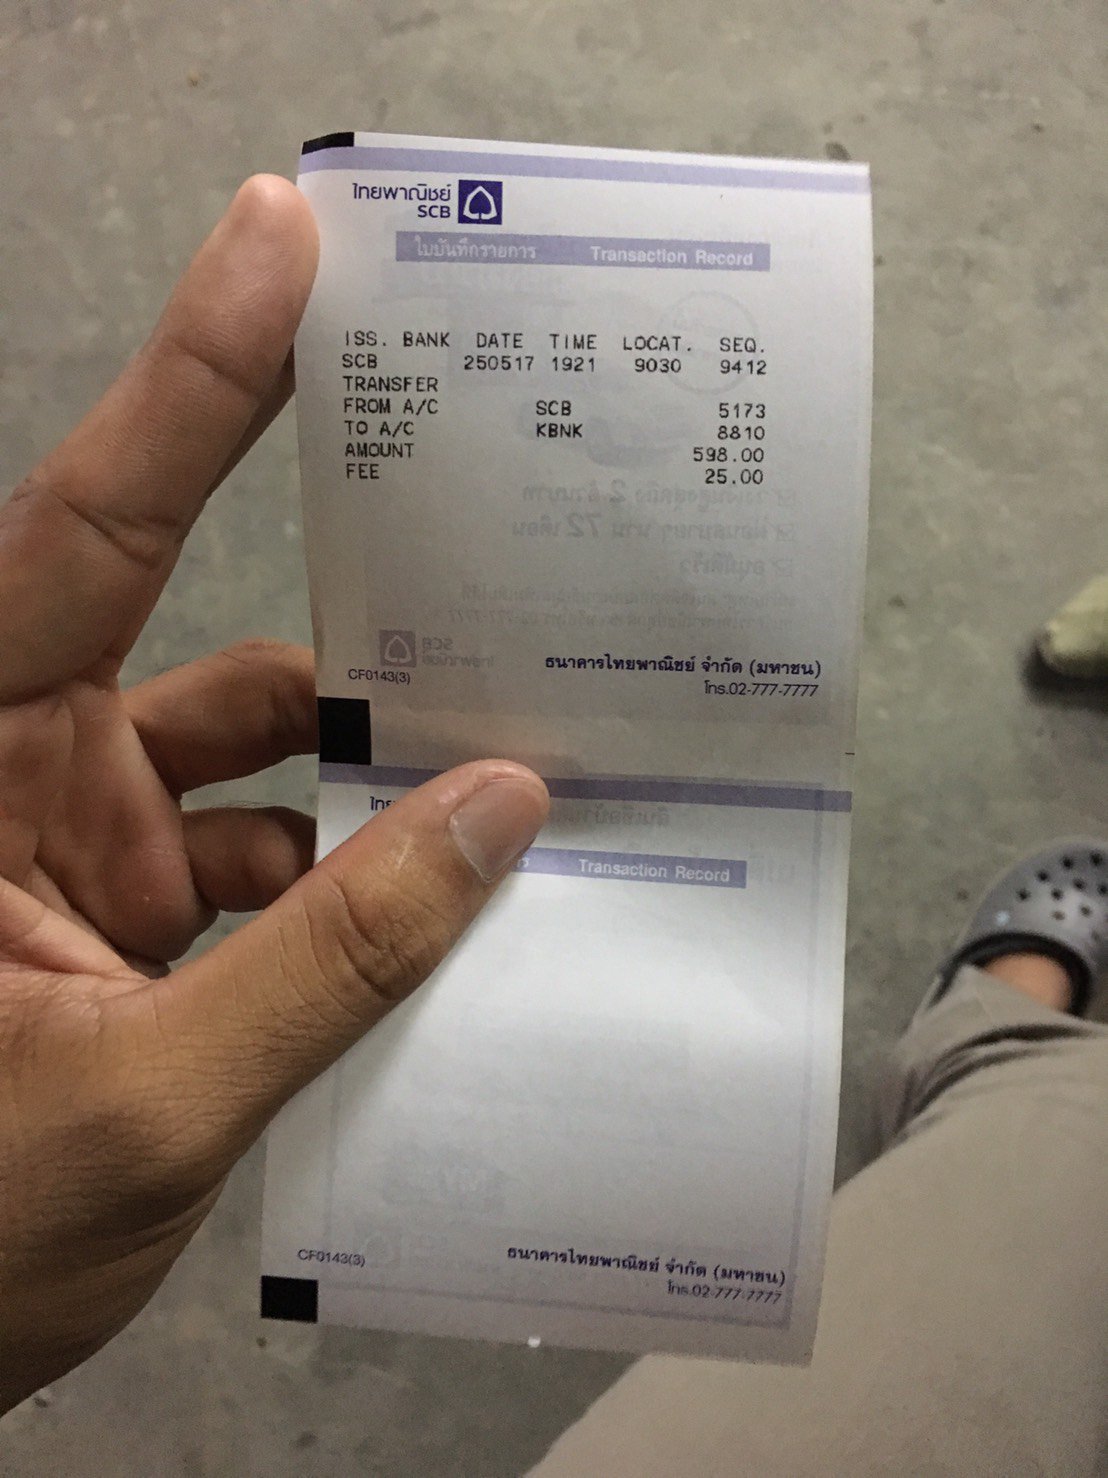 ไทยพาณิชย์
SCB
ใบบันทึกรายการ Transaction Record
ISS. BANK DATE TIME LOCAT. SEQ.
SCB 250517 1921 9030 9412
TRANSFER
FROM A/C SCB 5173
TO A/C KBNK 8810
AMOUNT 598.00
FEE 25.00
ธนาคารไทยพาณิชย์ จำกัด (มหาชน)
CF0143(3) โทร.02-777-7777
Transaction Record
CF0143(3) ธนาคารไทยพาณิชย์ จำกัด (มหาชน)
โทร.02-777-7777